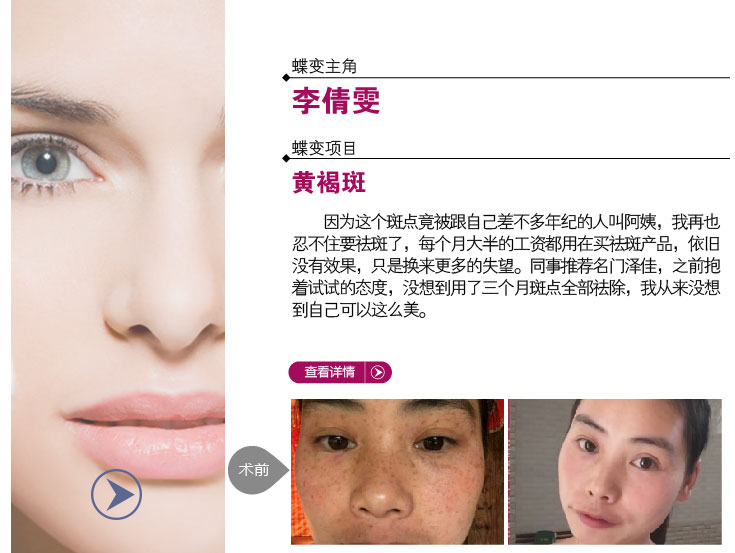 蝶变主角
李倩雯
蝶变项目
黄褐斑
因为这个斑点竟被跟自己差不多年纪的人叫阿姨，我再也
忍不住要祛斑了，每个月大半的工资都用在买祛斑产品，依旧
没有效果，只是换来更多的失望。同事推荐名门泽佳，之前抱
着试试的态度，没想到用了三个月斑点全部祛除，我从来没想
到自己可以这么美。
查看详情
术前